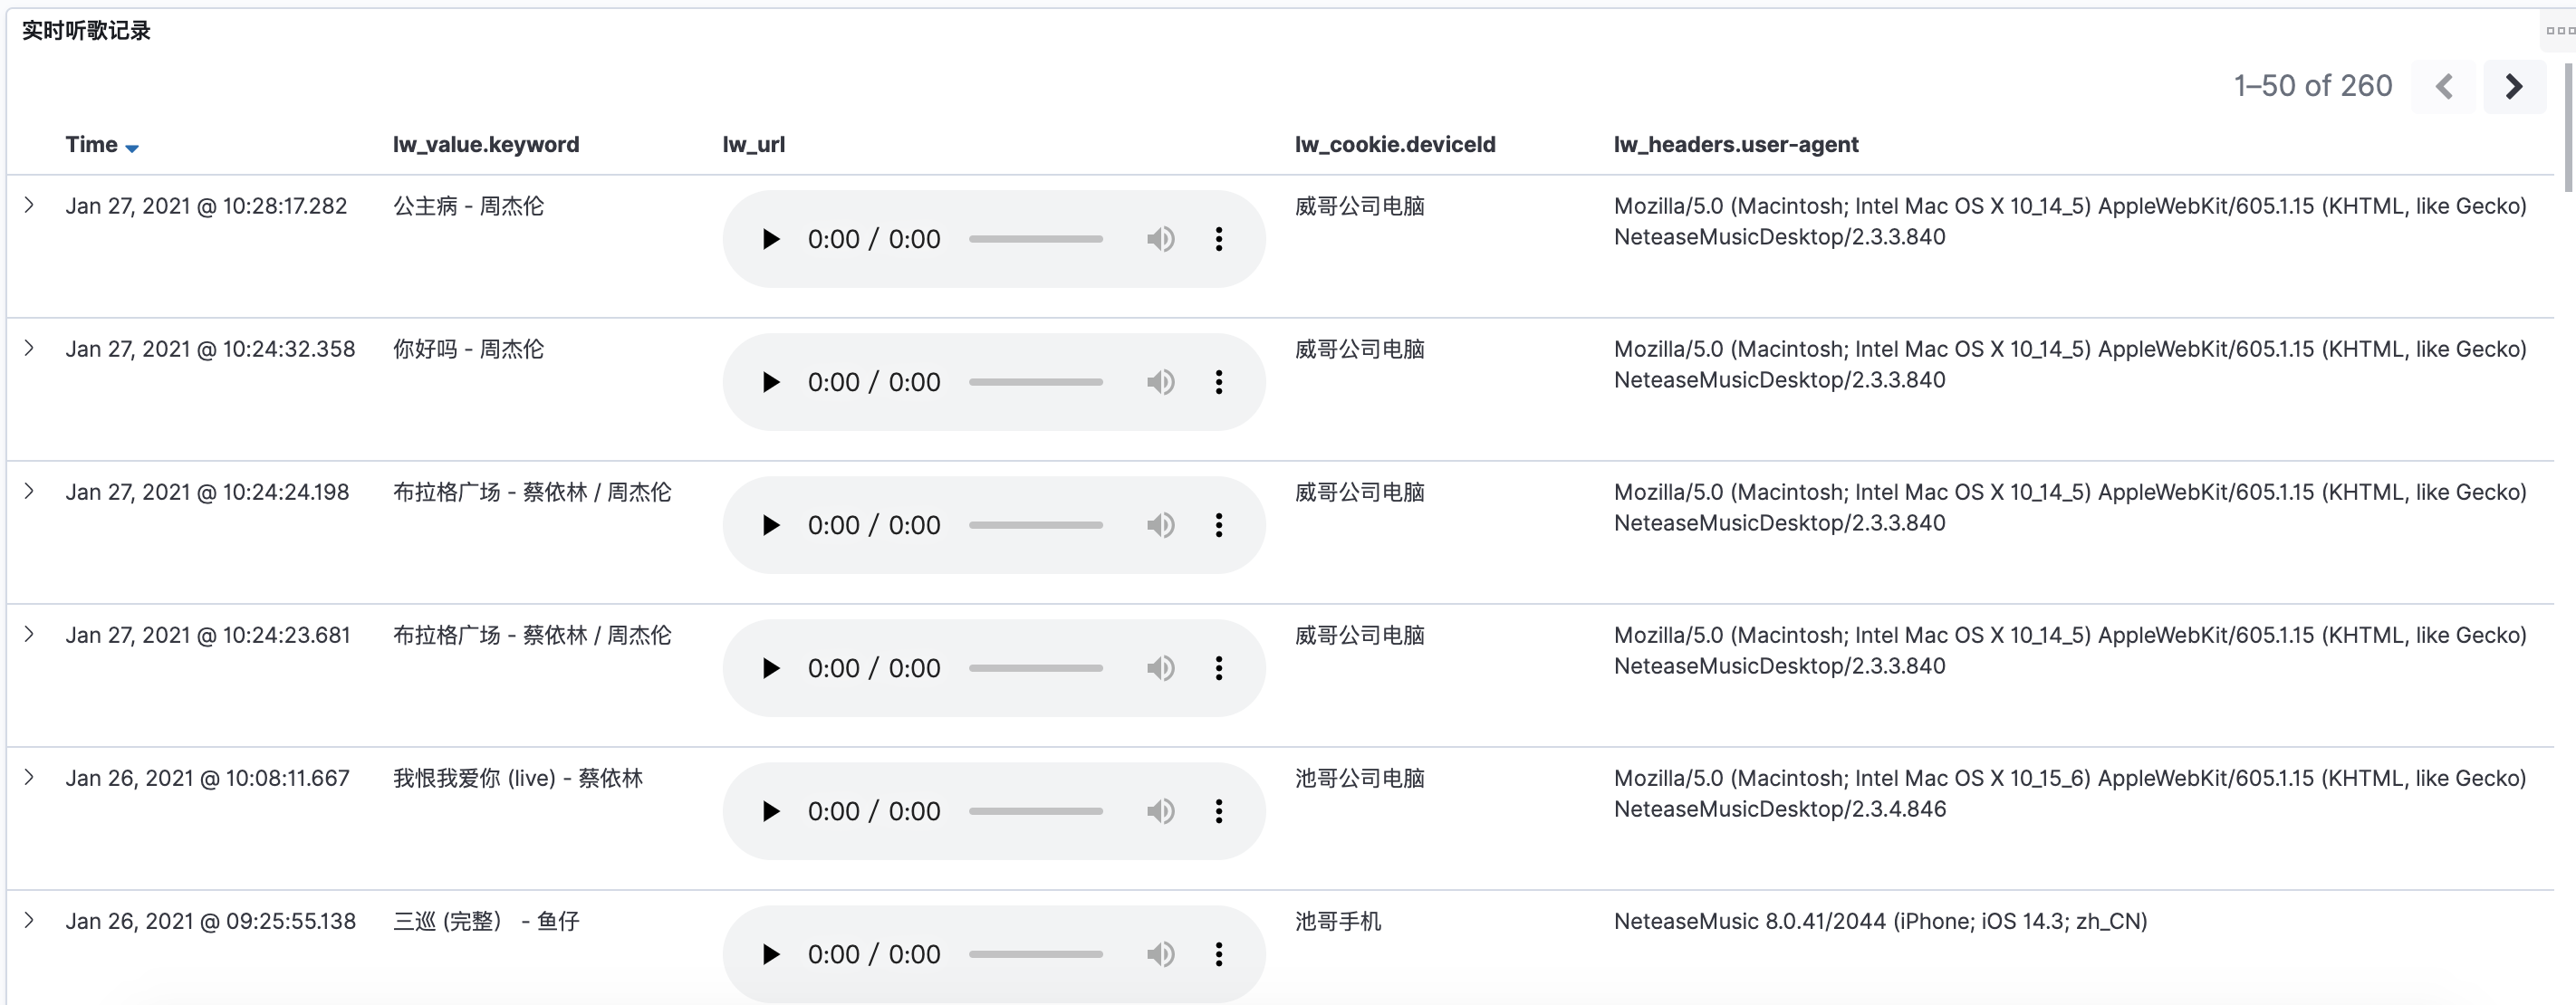 实时听歌记录
1–50 of 260
Time lw_value.keyword lw_url lw_cookie.deviceId lw_headers.user-agent
Jan 27, 2021 @ 10:28:17.282 公主病 - 周杰伦 0:00 / 0:00 威哥公司电脑 Mozilla/5.0 (Macintosh; Intel Mac OS X 10_14_5) AppleWebKit/605.1.15 (KHTML, like Gecko)
NeteaseMusicDesktop/2.3.3.840
Jan 27, 2021 @ 10:24:32.358 你好吗 - 周杰伦 0:00 / 0:00 威哥公司电脑 Mozilla/5.0 (Macintosh; Intel Mac OS X 10_14_5) AppleWebKit/605.1.15 (KHTML, like Gecko)
NeteaseMusicDesktop/2.3.3.840
Jan 27, 2021 @ 10:24:24.198 布拉格广场 - 蔡依林 / 周杰伦 0:00 / 0:00 威哥公司电脑 Mozilla/5.0 (Macintosh; Intel Mac OS X 10_14_5) AppleWebKit/605.1.15 (KHTML, like Gecko)
NeteaseMusicDesktop/2.3.3.840
Jan 27, 2021 @ 10:24:23.681 布拉格广场 - 蔡依林 / 周杰伦 0:00 / 0:00 威哥公司电脑 Mozilla/5.0 (Macintosh; Intel Mac OS X 10_14_5) AppleWebKit/605.1.15 (KHTML, like Gecko)
NeteaseMusicDesktop/2.3.3.840
Jan 26, 2021 @ 10:08:11.667 我恨我爱你 (live) - 蔡依林 0:00 / 0:00 池哥公司电脑 Mozilla/5.0 (Macintosh; Intel Mac OS X 10_15_6) AppleWebKit/605.1.15 (KHTML, like Gecko)
NeteaseMusicDesktop/2.3.4.846
Jan 26, 2021 @ 09:25:55.138 三巡 (完整） - 鱼仔 0:00 / 0:00 池哥手机 NeteaseMusic 8.0.41/2044 (iPhone; iOS 14.3; zh_CN)